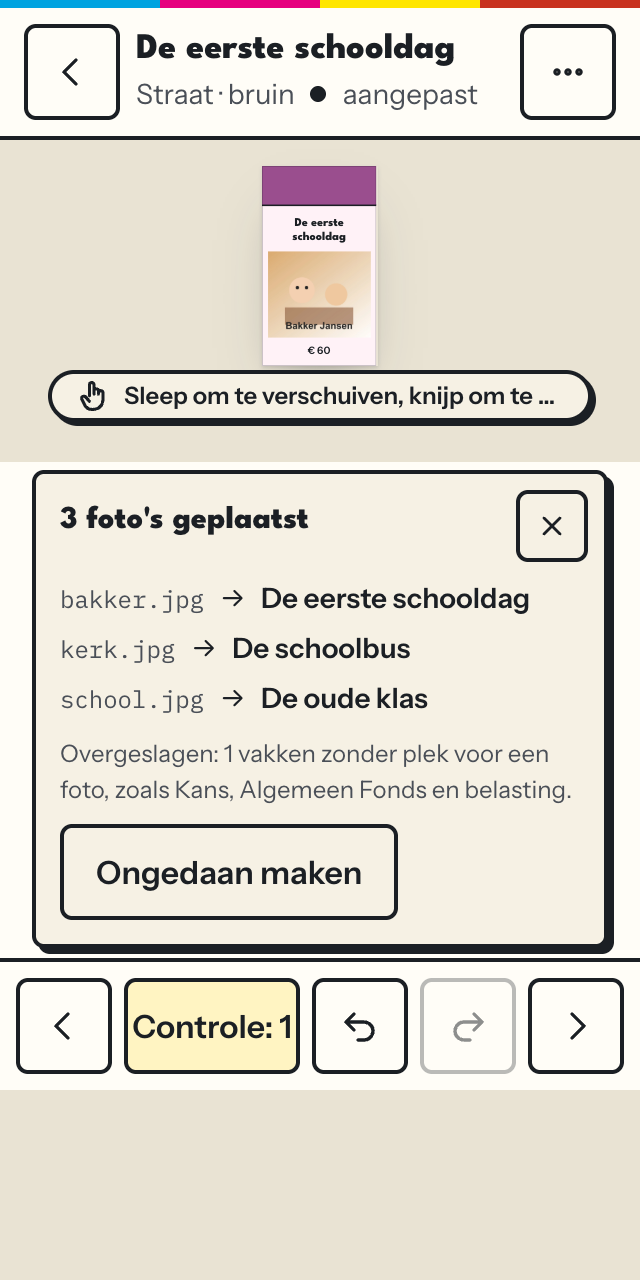 De eerste schooldag
Straat · bruin ● aangepast
De eerste
schooldag
Bakker Jansen
€ 60
Sleep om te verschuiven, knijp om te ...
3 foto's geplaatst
bakker.jpg → De eerste schooldag
kerk.jpg → De schoolbus
school.jpg → De oude klas
Overgeslagen: 1 vakken zonder plek voor een
foto, zoals Kans, Algemeen Fonds en belasting.
Ongedaan maken
Controle: 1